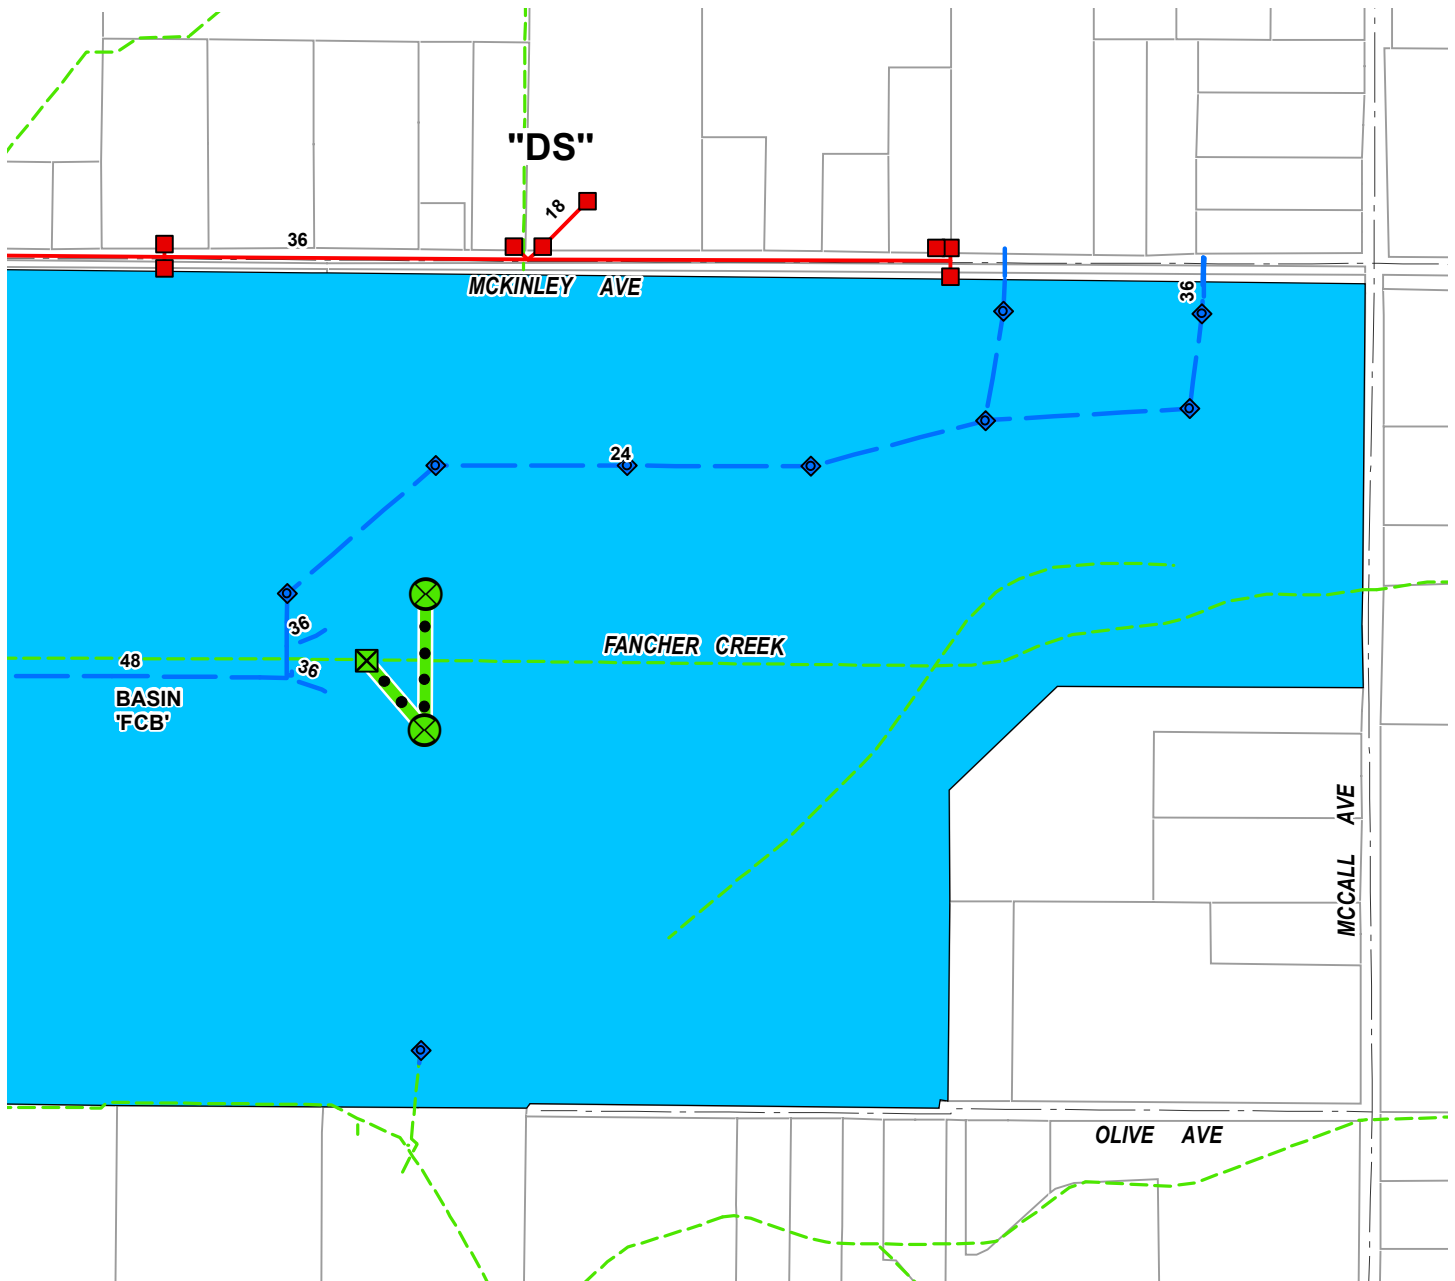 "DS"
18
36
MCKINLEY AVE
36
24
36
FANCHER CREEK
48
36
BASIN
'FCB'
MCCALL AVE
OLIVE AVE